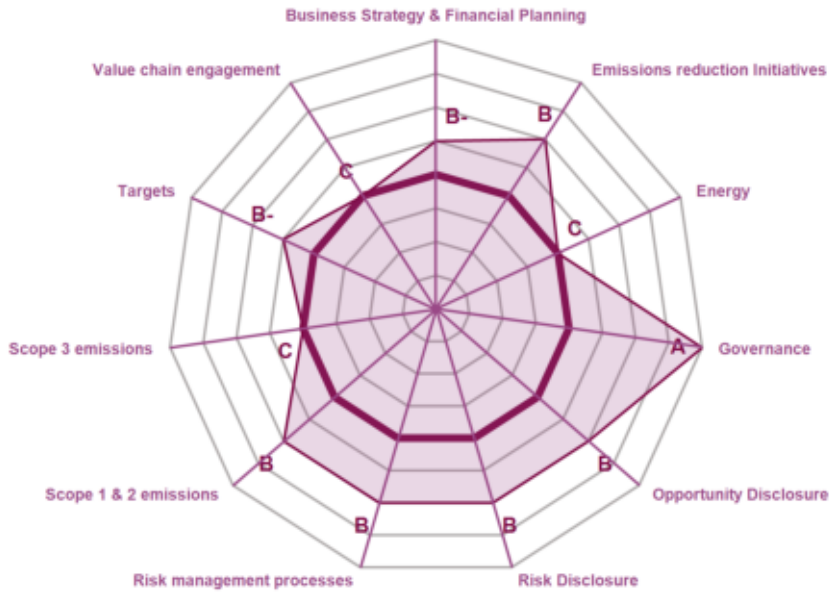 Business Strategy & Financial Planning
Value chain engagement
Emissions reduction Initiatives
B-
B
C
Targets
Energy
B-
C
Scope 3 emissions
C
A
Governance
B
B
Scope 1 & 2 emissions
Opportunity Disclosure
B
B
Risk management processes
Risk Disclosure